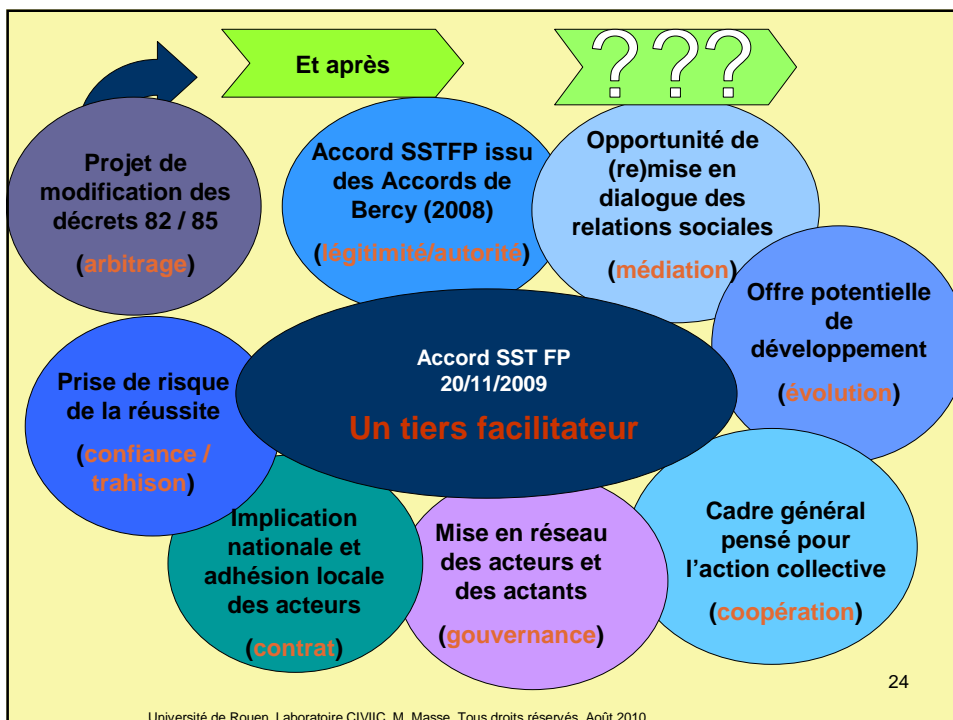 Et après
???
Projet de
modification des
décrets 82 / 85
(arbitrage)
Accord SSTFP issu
des Accords de
Bercy (2008)
(légitimité/autorité)
Opportunité de
(re)mise en
dialogue des
relations sociales
(médiation)
Offre potentielle
de
développement
(évolution)
Accord SST FP
20/11/2009
Un tiers facilitateur
Prise de risque
de la réussite
(confiance /
trahison)
Implication
nationale et
adhésion locale
des acteurs
(contrat)
Mise en réseau
des acteurs et
des actants
(gouvernance)
Cadre général
pensé pour
l'action collective
(coopération)
24
Université de Rouen, Laboratoire CIVIIC, M. Masse, Tous droits réservés, Août 2010